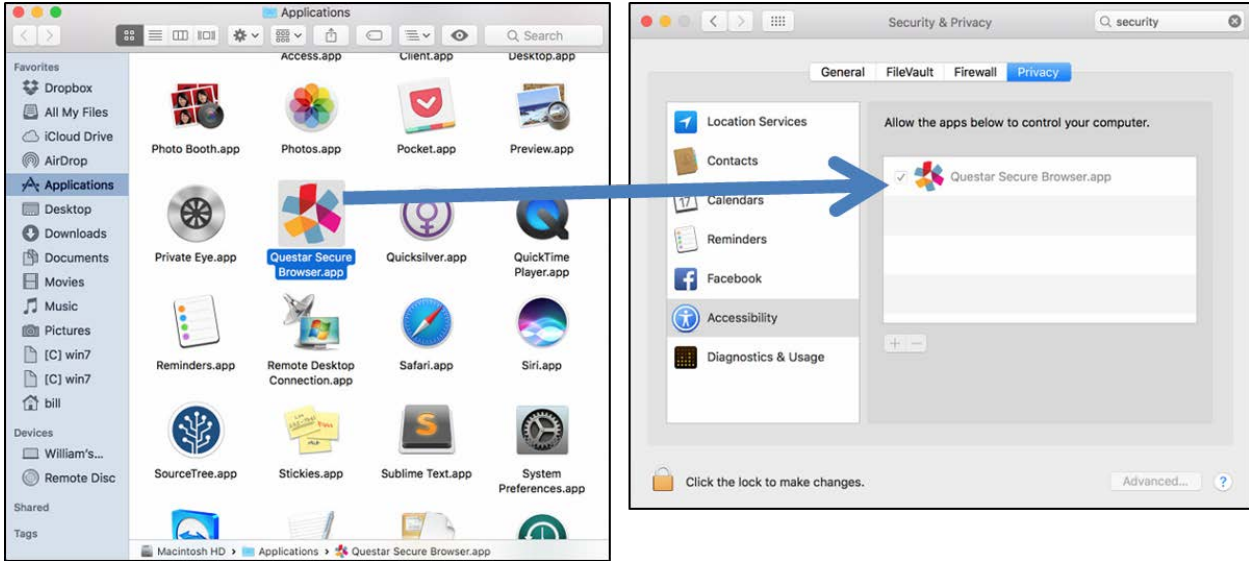 Applications
Search
Favorites
Dropbox
All My Files
iCloud Drive
AirDrop
Applications
Desktop
Downloads
Documents
Movies
Music
Pictures
[C] win7
[C] win7
bill
Devices
William's...
Remote Disc
Shared
Tags
Access.app
Client.app
Desktop.app
Photo Booth.app
Photos.app
Pocket.app
Preview.app
Private Eye.app
Questar Secure
Browser.app
Quicksilver.app
QuickTime
Player.app
Reminders.app
Remote Desktop
Connection.app
Safari.app
Siri.app
SourceTree.app
Stickies.app
Sublime Text.app
System
Preferences.app
Macintosh HD › Applications › Questar Secure Browser.app
Security & Privacy
security
General FileVault Firewall Privacy
Location Services
Contacts
17 Calendars
Reminders
Facebook
Accessibility
Diagnostics & Usage
Allow the apps below to control your computer.
Questar Secure Browser.app
+ −
Click the lock to make changes.
Advanced... ?